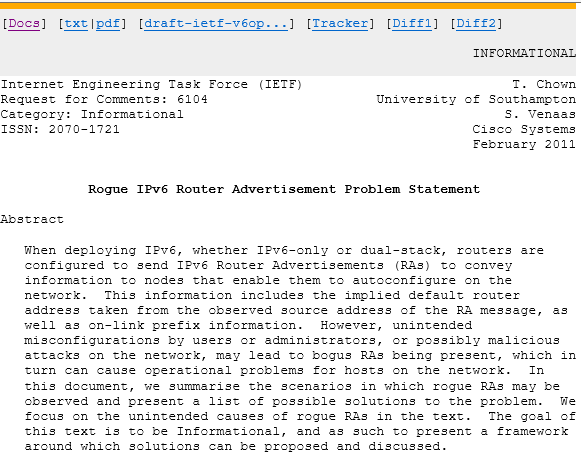 [Docs] [txt|pdf] [draft-ietf-v6op...] [Tracker] [Diff1] [Diff2]
INFORMATIONAL
Internet Engineering Task Force (IETF) T. Chown
Request for Comments: 6104 University of Southampton
Category: Informational S. Venaas
ISSN: 2070-1721 Cisco Systems
February 2011
Rogue IPv6 Router Advertisement Problem Statement
Abstract
When deploying IPv6, whether IPv6-only or dual-stack, routers are
configured to send IPv6 Router Advertisements (RAs) to convey
information to nodes that enable them to autoconfigure on the
network. This information includes the implied default router
address taken from the observed source address of the RA message, as
well as on-link prefix information. However, unintended
misconfigurations by users or administrators, or possibly malicious
attacks on the network, may lead to bogus RAs being present, which in
turn can cause operational problems for hosts on the network. In
this document, we summarise the scenarios in which rogue RAs may be
observed and present a list of possible solutions to the problem. We
focus on the unintended causes of rogue RAs in the text. The goal of
this text is to be Informational, and as such to present a framework
around which solutions can be proposed and discussed.